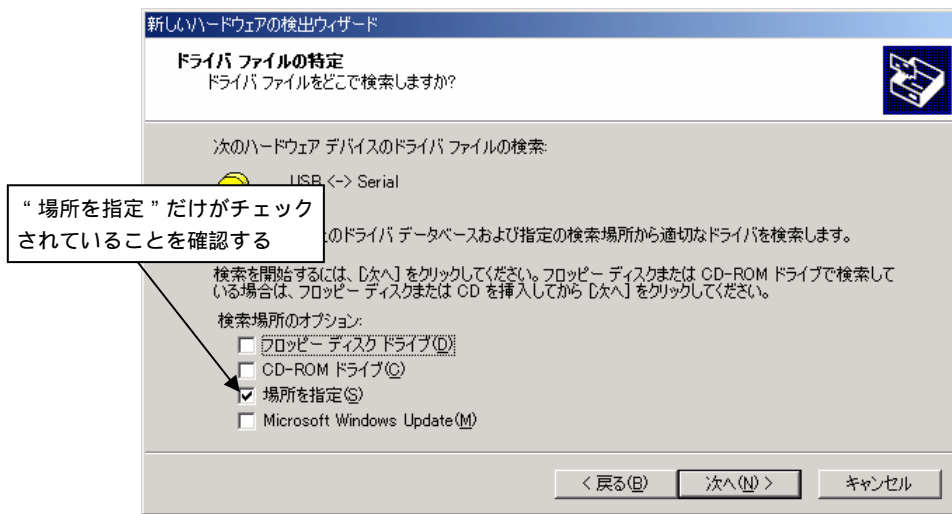 新しいハードウェアの検出ウィザード
ドライバ ファイルの特定
ドライバ ファイルをどこで検索しますか?
次のハードウェア デバイスのドライバ ファイルの検索:
USB <-> Serial
“場所を指定”だけがチェック
されていることを確認する
のドライバ データベースおよび指定の検索場所から適切なドライバを検索します。
検索を開始するには、[次へ] をクリックしてください。フロッピー ディスクまたは CD-ROM ドライブで検索して
いる場合は、フロッピー ディスクまたは CD を挿入してから [次へ] をクリックしてください。
検索場所のオプション:
フロッピー ディスク ドライブ(D)
CD-ROM ドライブ(C)
場所を指定(S)
Microsoft Windows Update(M)
< 戻る(B) 次へ(N) > キャンセル